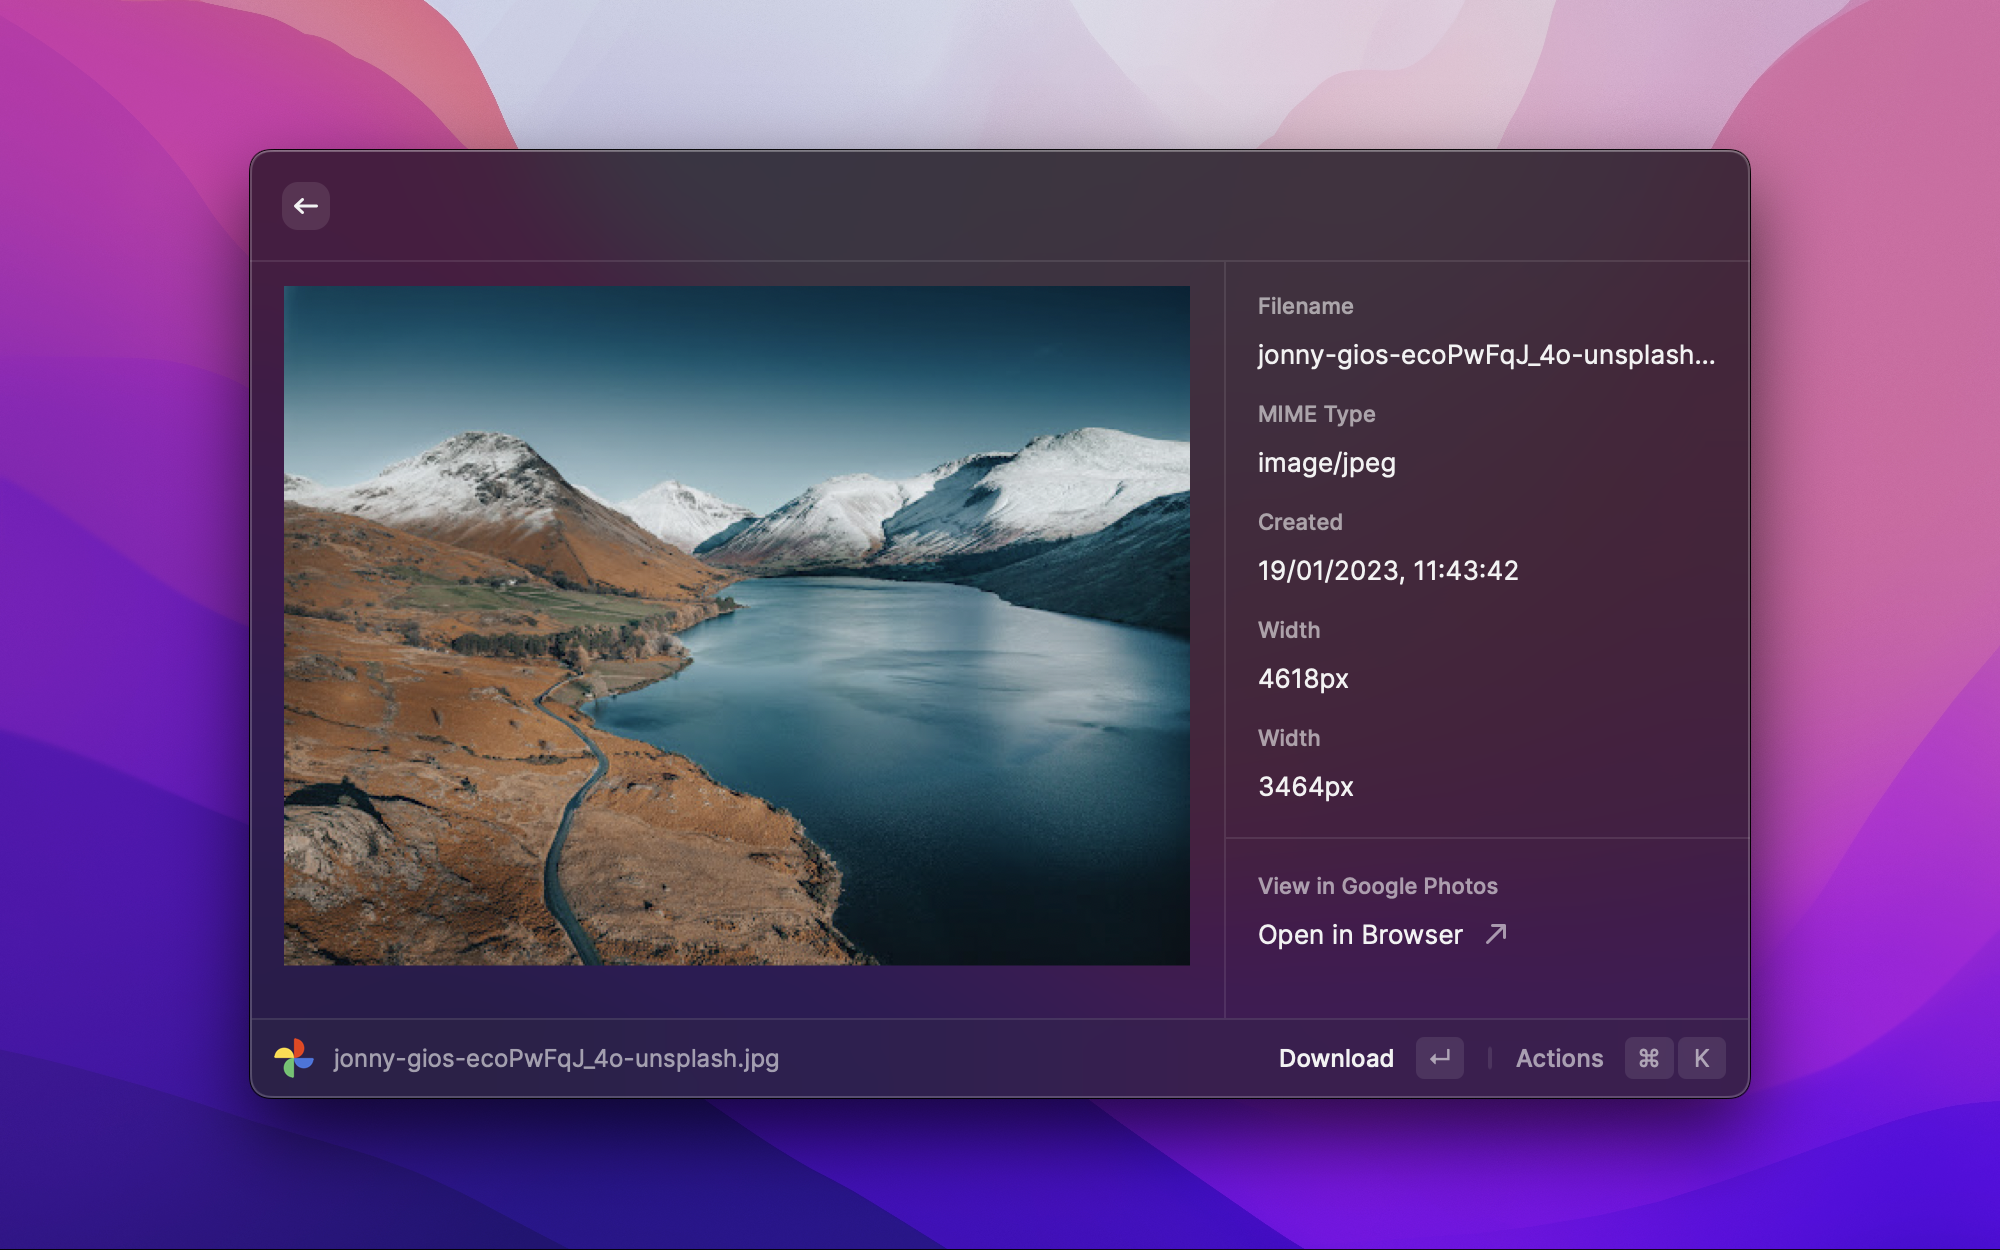 Filename
jonny-gios-ecoPwFqJ_4o-unsplash...
MIME Type
image/jpeg
Created
19/01/2023, 11:43:42
Width
4618px
Width
3464px
View in Google Photos
Open in Browser ↗
jonny-gios-ecoPwFqJ_4o-unsplash.jpg
Download ↵ | Actions ⌘ K